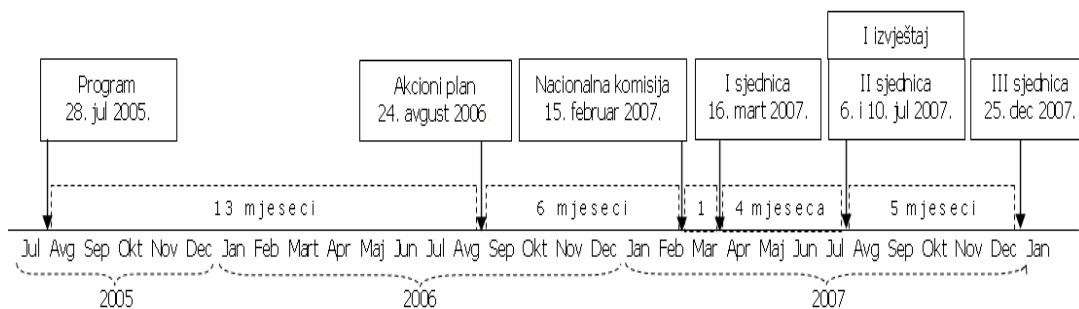 I izvještaj
Program
28. jul 2005.
Akcioni plan
24. avgust 2006
Nacionalna komisija
15. februar 2007.
I sjednica
16. mart 2007.
II sjednica
6. i 10. jul 2007.
III sjednica
25. dec 2007.
13 mjeseci
6 mjeseci
1
4 mjeseca
5 mjeseci
Jul Avg Sep Okt Nov Dec Jan Feb Mart Apr Maj Jun Jul Avg Sep Okt Nov Dec Jan Feb Mar Apr Maj Jun Jul Avg Sep Okt Nov Dec Jan
2005
2006
2007